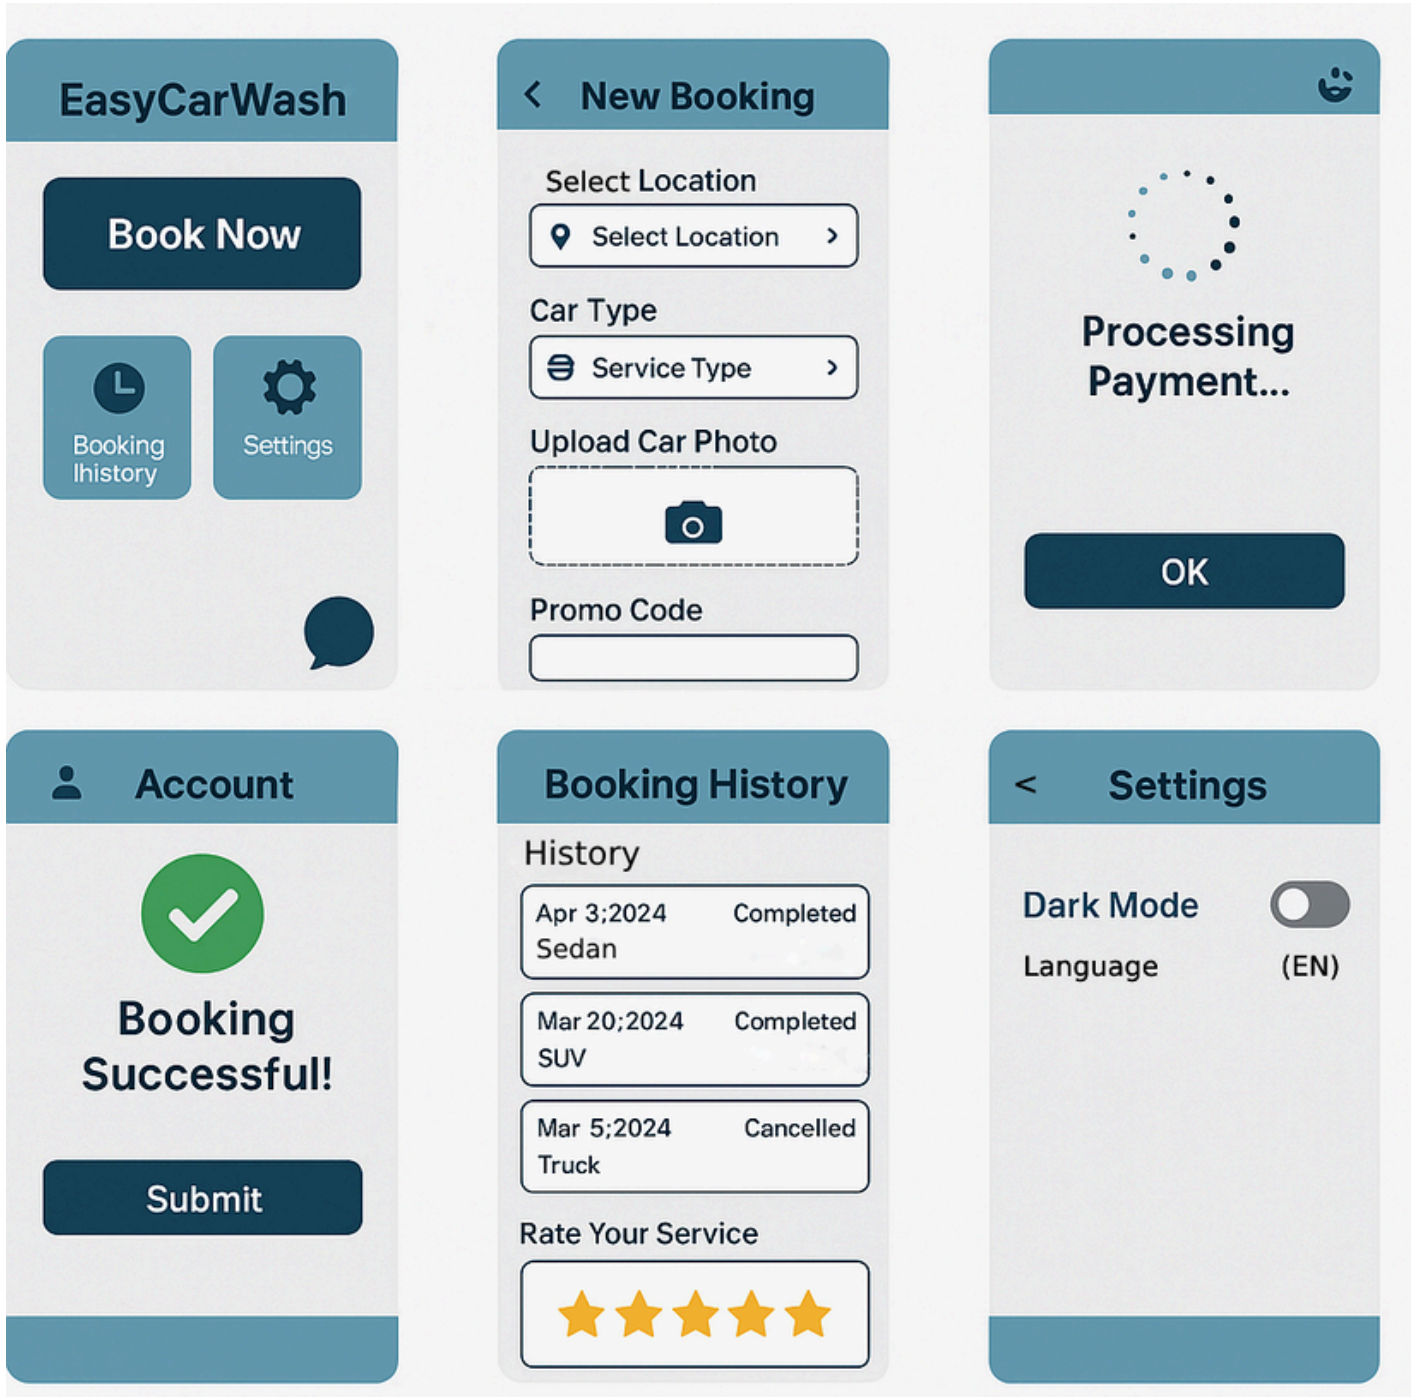 EasyCarWash
Book Now
Booking
lhistory
Settings
New Booking
Select Location
Select Location
Car Type
Service Type
Upload Car Photo
Promo Code
Processing
Payment...
OK
Account
Booking
Successful!
Submit
Booking History
History
Apr 3;2024 Completed
Sedan
Mar 20;2024 Completed
SUV
Mar 5;2024 Cancelled
Truck
Rate Your Service
< Settings
Dark Mode
Language (EN)